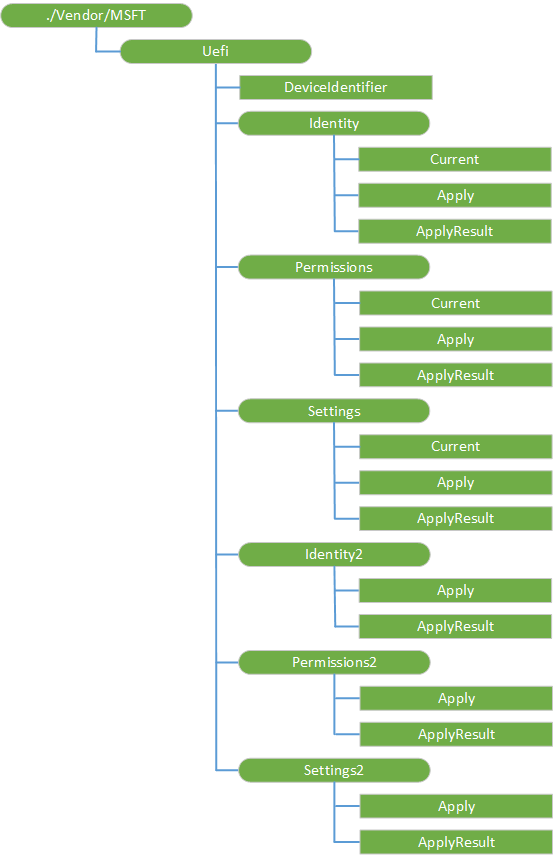 ./Vendor/MSFT
Uefi
DeviceIdentifier
Identity
Current
Apply
ApplyResult
Permissions
Current
Apply
ApplyResult
Settings
Current
Apply
ApplyResult
Identity2
Apply
ApplyResult
Permissions2
Apply
ApplyResult
Settings2
Apply
ApplyResult